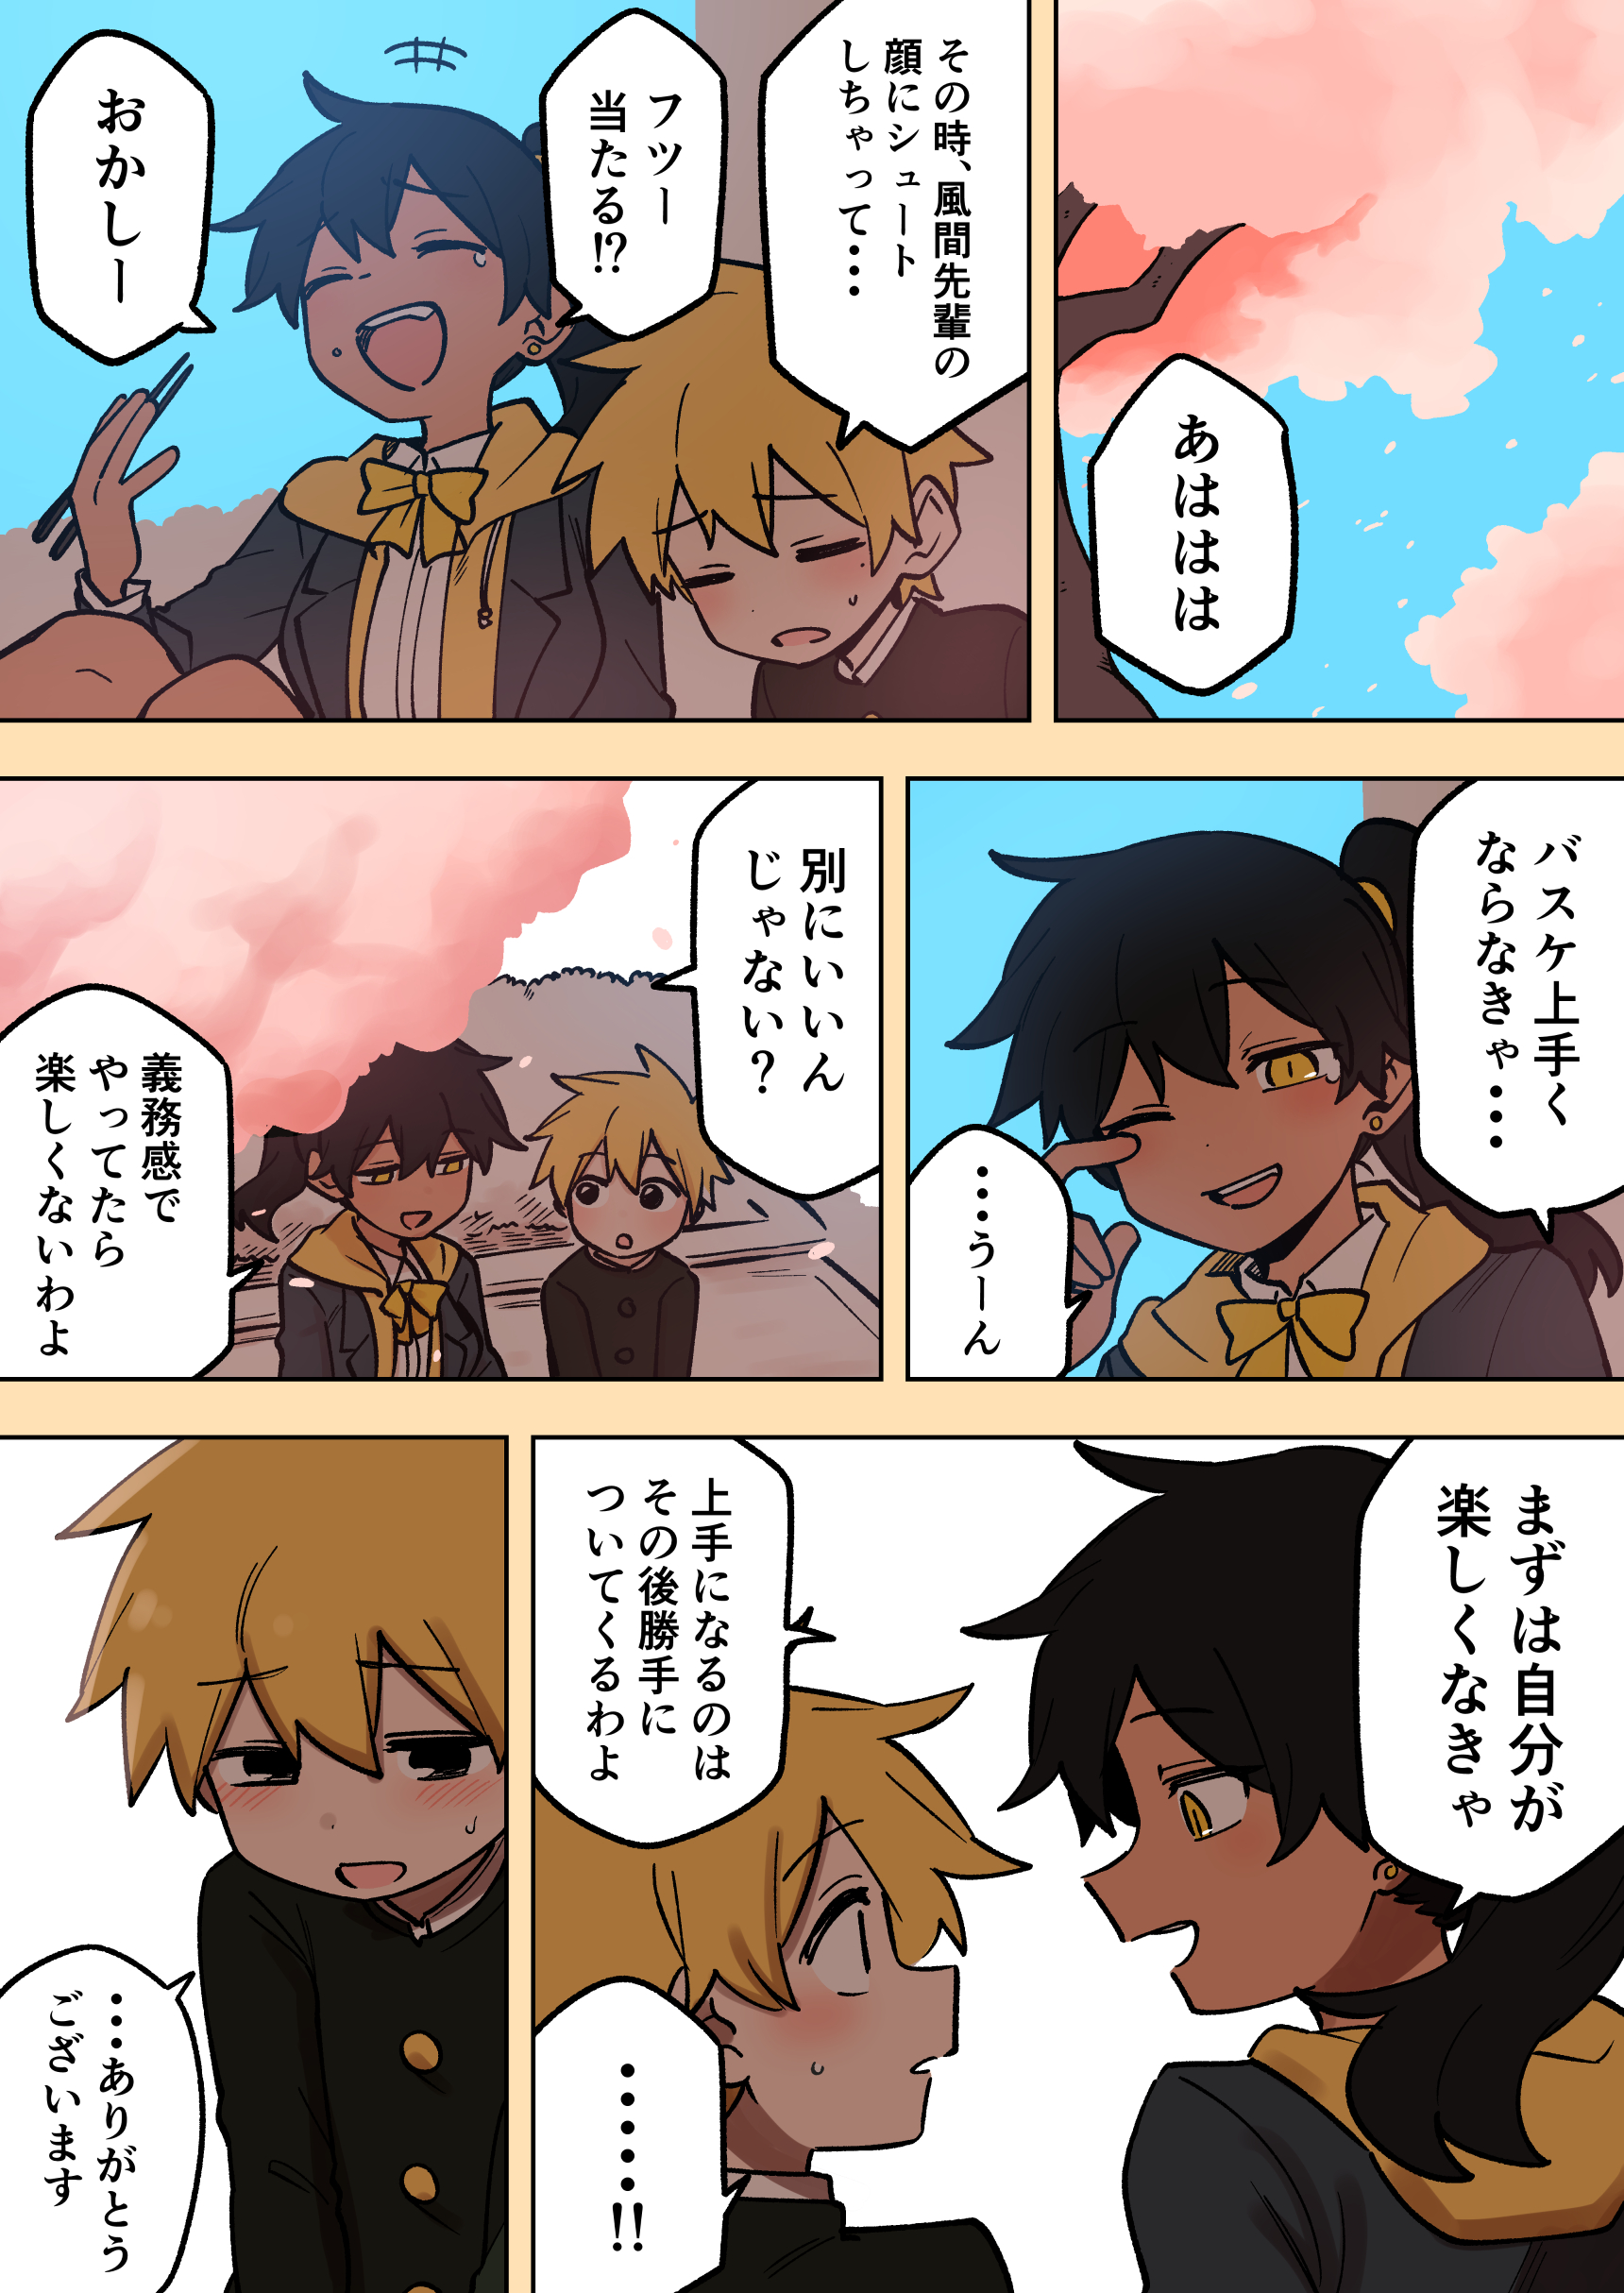 あははは
その時、風間先輩の
顔にシュート
しちゃって・・・
フツー
当たる!?
おかしー
バスケ上手く
ならなきゃ・・・
・・・うーん
別にいいん
じゃない?
義務感で
やってたら
楽しくないわよ
まずは自分が
楽しくなきゃ
上手になるのは
その後勝手に
ついてくるわよ
・・・・・!!
・・・ありがとう
ございます